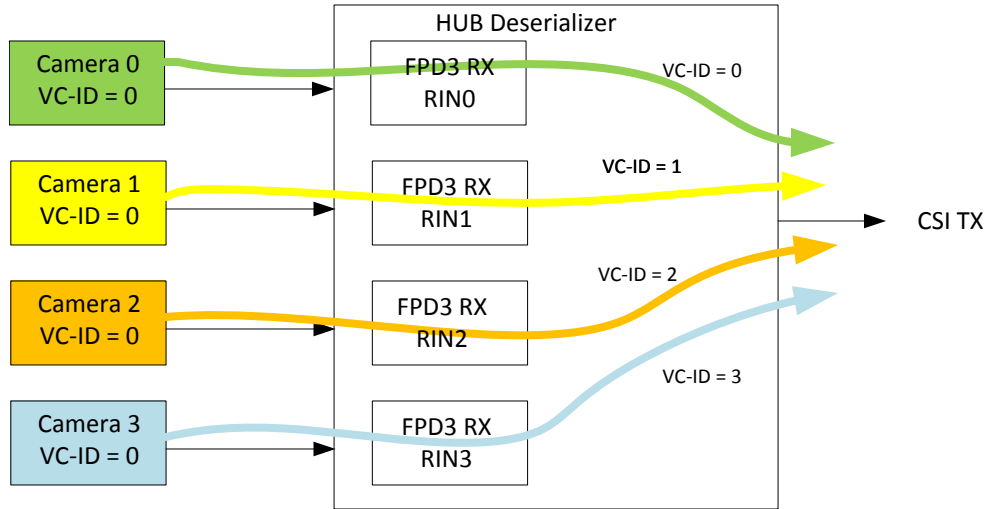 HUB Deserializer
Camera 0
VC-ID = 0
FPD3 RX
RIN0
VC-ID = 0
Camera 1
VC-ID = 0
FPD3 RX
RIN1
VC-ID = 1
CSI TX
Camera 2
VC-ID = 0
FPD3 RX
RIN2
VC-ID = 2
Camera 3
VC-ID = 0
FPD3 RX
RIN3
VC-ID = 3